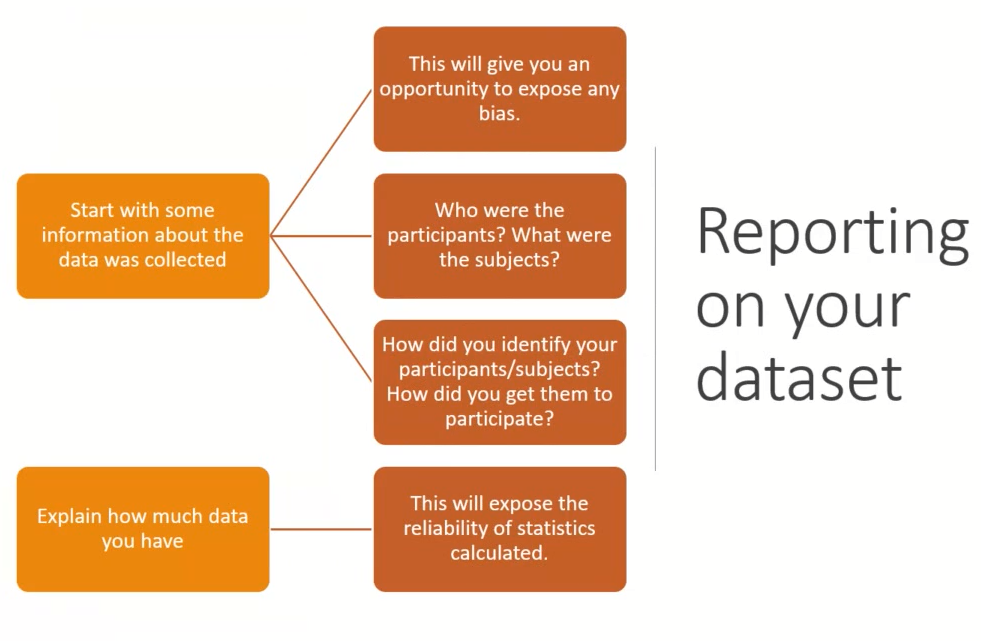 This will give you an
opportunity to expose any
bias.
Start with some
information about the
data was collected
Who were the
participants? What were
the subjects?
How did you identify your
participants/subjects?
How did you get them to
participate?
Explain how much data
you have
This will expose the
reliability of statistics
calculated.
Reporting
on your
dataset